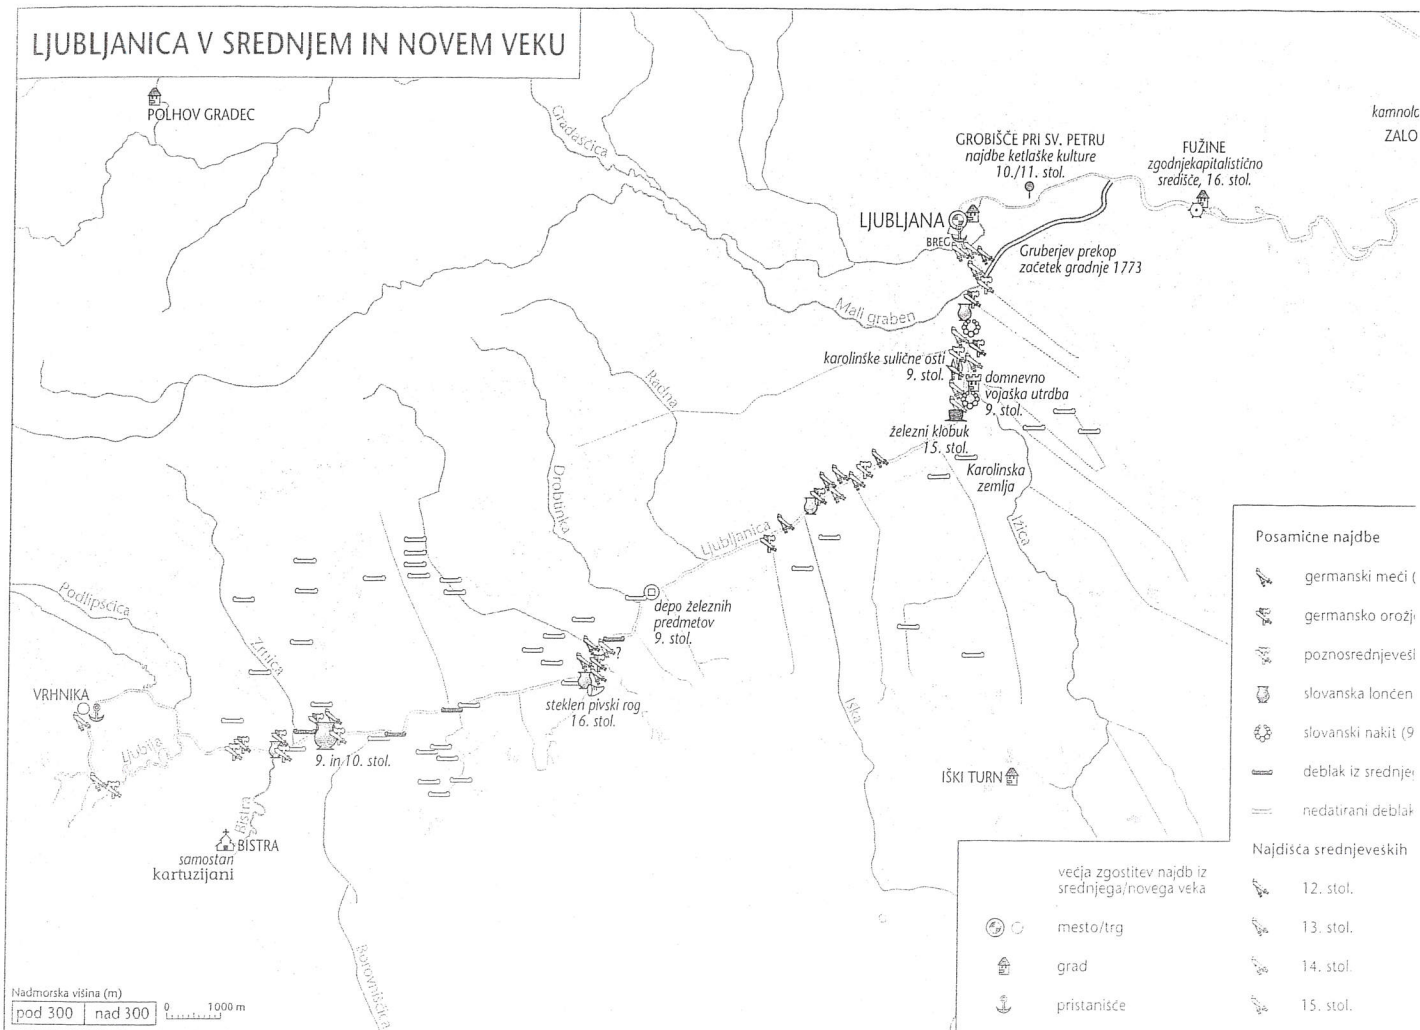 LJUBLJANICA V SREDNJEM IN NOVEM VEKU
POLHOV GRADEC
Gradaščica
GROBIŠČE PRI SV. PETRU
najdbe ketlaške kulture
10./11. stol.
FUŽINE
zgodnjekapitalistično
središče, 16. stol.
kamnolo
ZALO
LJUBLJANA
BREG
Gruberjev prekop
začetek gradnje 1773
Mali graben
karolinške sulične osti
9. stol.
domnevno
vojaška utrdba
9. stol.
železni klobuk
15. stol.
Karolinska
zemlja
Radna
Drobtinka
Ljubljanica
Ižica
Iška
depo železnih
predmetov
9. stol.
?
steklen pivski rog
16. stol.
Podlipščica
Zrnica
VRHNIKA
Ljubija
9. in 10. stol.
Bistra
BISTRA
samostan
kartuzijani
Borovniščica
IŠKI TURN
Posamične najdbe
germanski meči (
germansko orožj
poznosrednjeveš
slovanska lončen
slovanski nakit (9
deblak iz srednje
nedatirani deblak
Najdišča srednjeveških
12. stol.
13. stol.
14. stol.
15. stol.
večja zgostitev najdb iz
srednjega/novega veka
mesto/trg
grad
pristanišče
Nadmorska višina (m)
pod 300 nad 300
0 1000 m